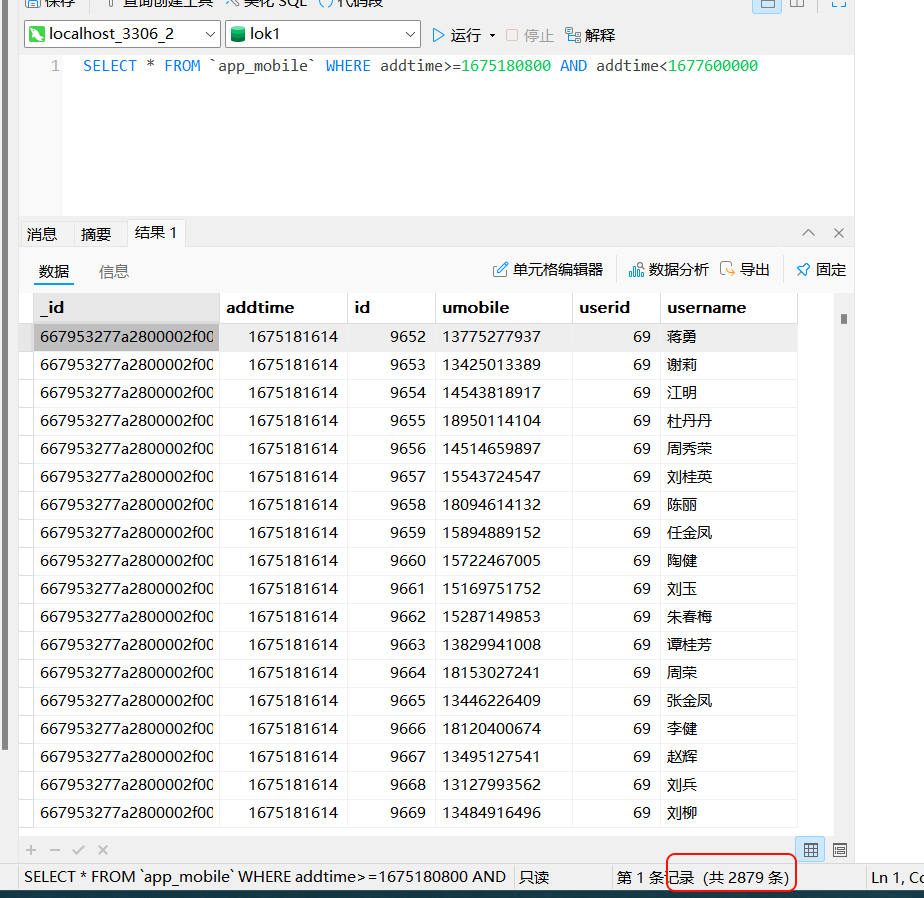 保存 查询创建工具 美化 SQL 代码段
localhost_3306_2 lok1 运行 停止 解释
1 SELECT * FROM `app_mobile` WHERE addtime>=1675180800 AND addtime<1677600000
消息 摘要 结果 1
数据 信息 单元格编辑器 数据分析 导出 固定
_id addtime id umobile userid username
667953277a2800002f00 1675181614 9652 13775277937 69 蒋勇
667953277a2800002f00 1675181614 9653 13425013389 69 谢莉
667953277a2800002f00 1675181614 9654 14543818917 69 江明
667953277a2800002f00 1675181614 9655 18950114104 69 杜丹丹
667953277a2800002f00 1675181614 9656 14514659897 69 周秀荣
667953277a2800002f00 1675181614 9657 15543724547 69 刘桂英
667953277a2800002f00 1675181614 9658 18094614132 69 陈丽
667953277a2800002f00 1675181614 9659 15894889152 69 任金凤
667953277a2800002f00 1675181614 9660 15722467005 69 陶健
667953277a2800002f00 1675181614 9661 15169751752 69 刘玉
667953277a2800002f00 1675181614 9662 15287149853 69 朱春梅
667953277a2800002f00 1675181614 9663 13829941008 69 谭桂芳
667953277a2800002f00 1675181614 9664 18153027241 69 周荣
667953277a2800002f00 1675181614 9665 13446226409 69 张金凤
667953277a2800002f00 1675181614 9666 18120400674 69 李健
667953277a2800002f00 1675181614 9667 13495127541 69 赵辉
667953277a2800002f00 1675181614 9668 13127993562 69 刘兵
667953277a2800002f00 1675181614 9669 13484916496 69 刘柳
SELECT * FROM `app_mobile` WHERE addtime>=1675180800 AND 只读 第 1 条记录 (共 2879 条) Ln 1, Co